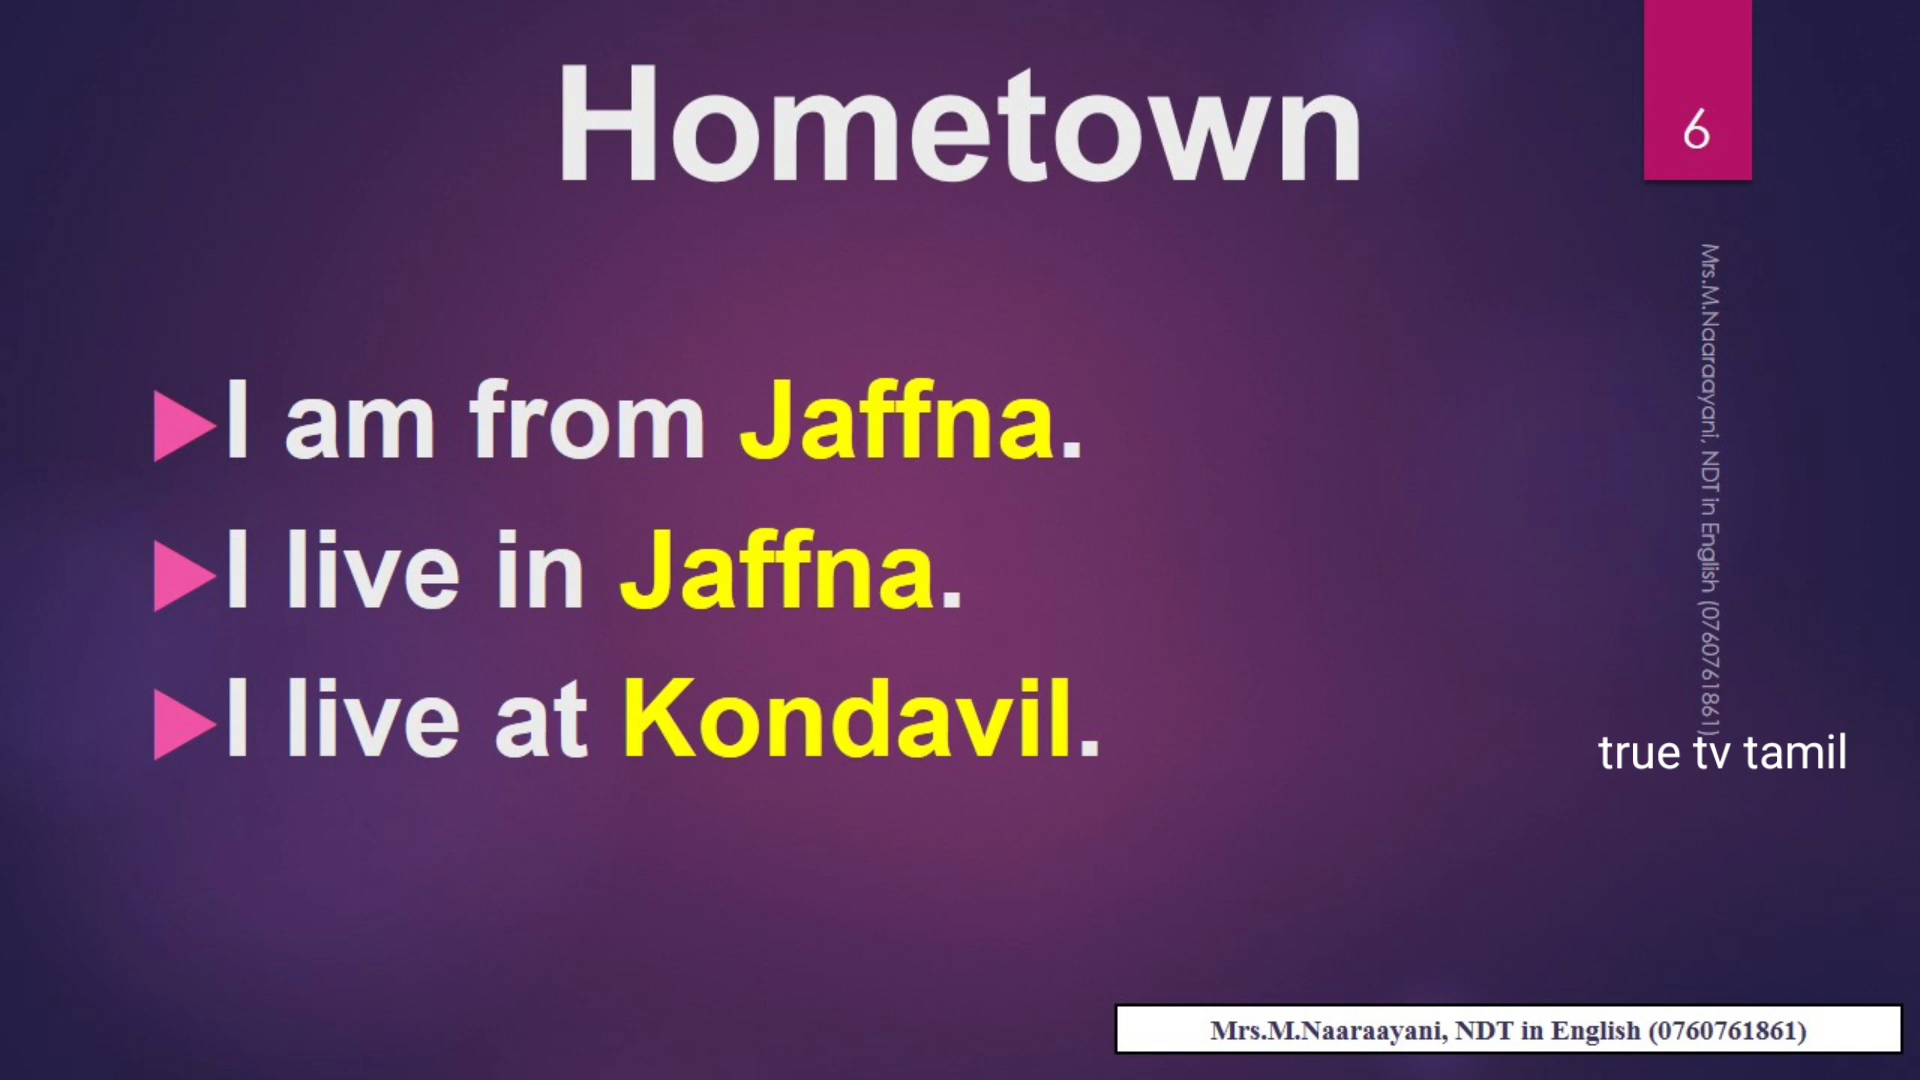 Hometown
6
I am from Jaffna.
I live in Jaffna.
I live at Kondavil.
Mrs.M.Naaraayani, NDT in English (0760761861)
true tv tamil
Mrs.M.Naaraayani, NDT in English (0760761861)